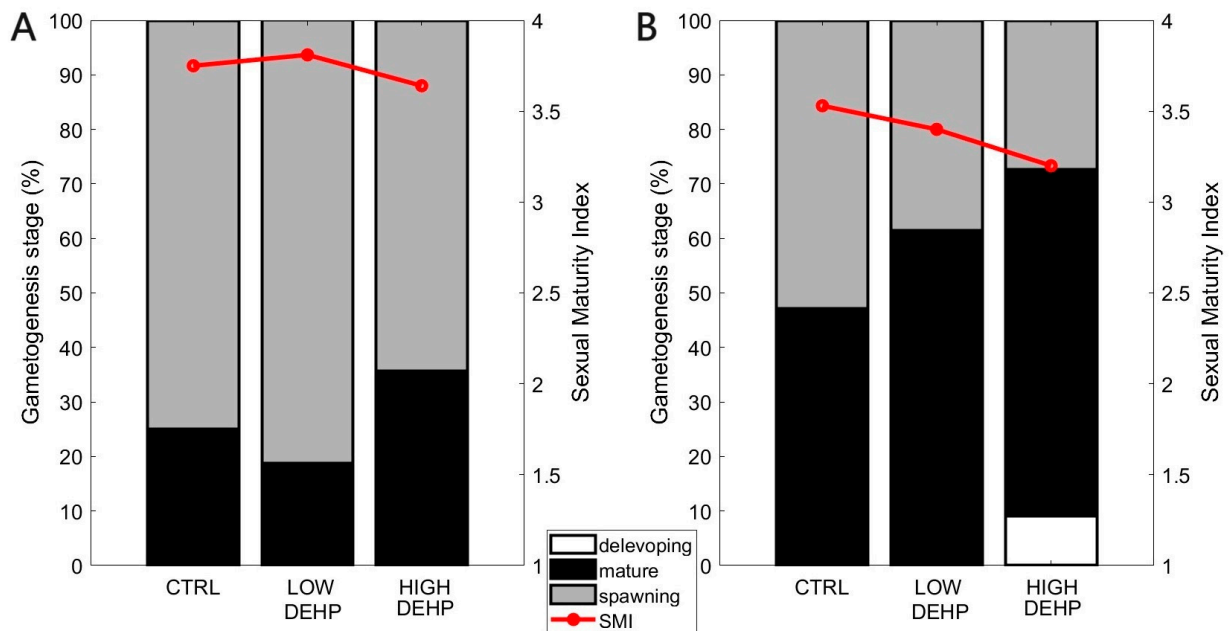 A
100
90
80
70
60
50
40
30
20
10
0
Gametogenesis stage (%)
4
3.5
3
2.5
2
1.5
1
Sexual Maturity Index
CTRL
LOW
DEHP
HIGH
DEHP
delevoping
mature
spawning
SMI
B
100
90
80
70
60
50
40
30
20
10
0
Gametogenesis stage (%)
4
3.5
3
2.5
2
1.5
1
Sexual Maturity Index
CTRL
LOW
DEHP
HIGH
DEHP